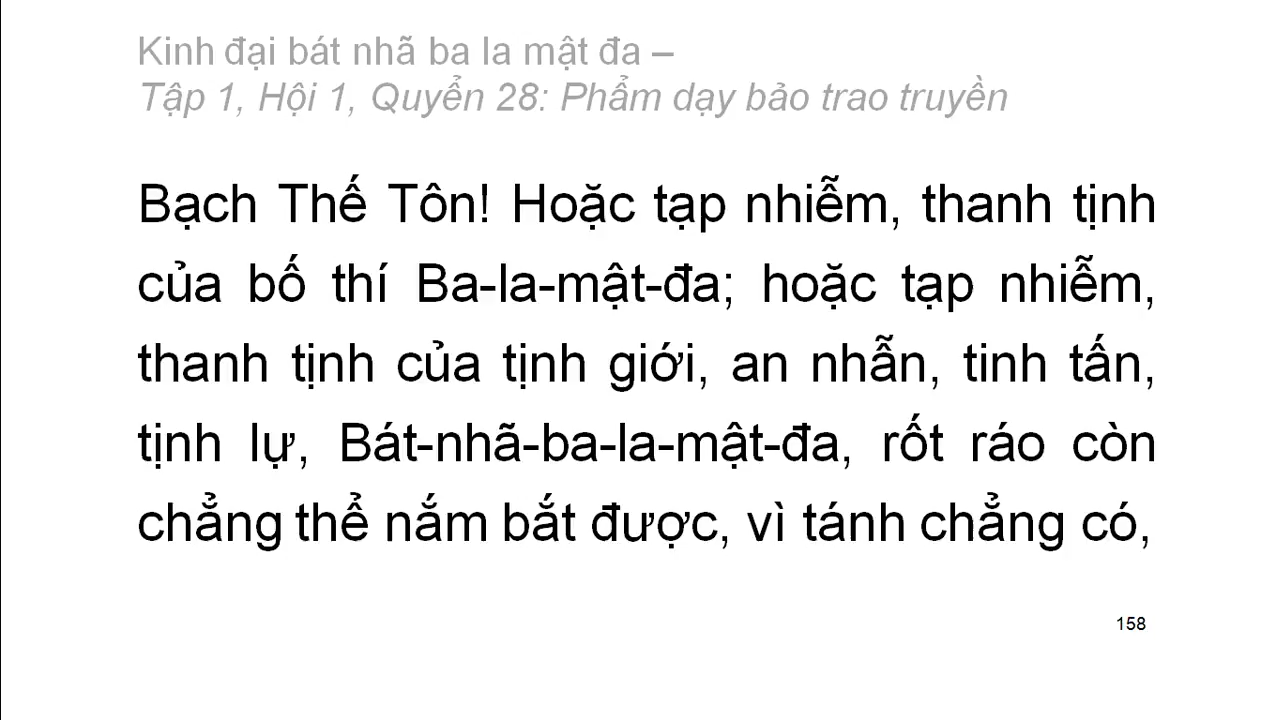 Kinh đại bát nhã ba la mật đa –
Tập 1, Hội 1, Quyển 28: Phẩm dạy bảo trao truyền
Bạch Thế Tôn! Hoặc tạp nhiễm, thanh tịnh
của bố thí Ba-la-mật-đa; hoặc tạp nhiễm,
thanh tịnh của tịnh giới, an nhẫn, tinh tấn,
tịnh lự, Bát-nhã-ba-la-mật-đa, rốt ráo còn
chẳng thể nắm bắt được, vì tánh chẳng có,
158